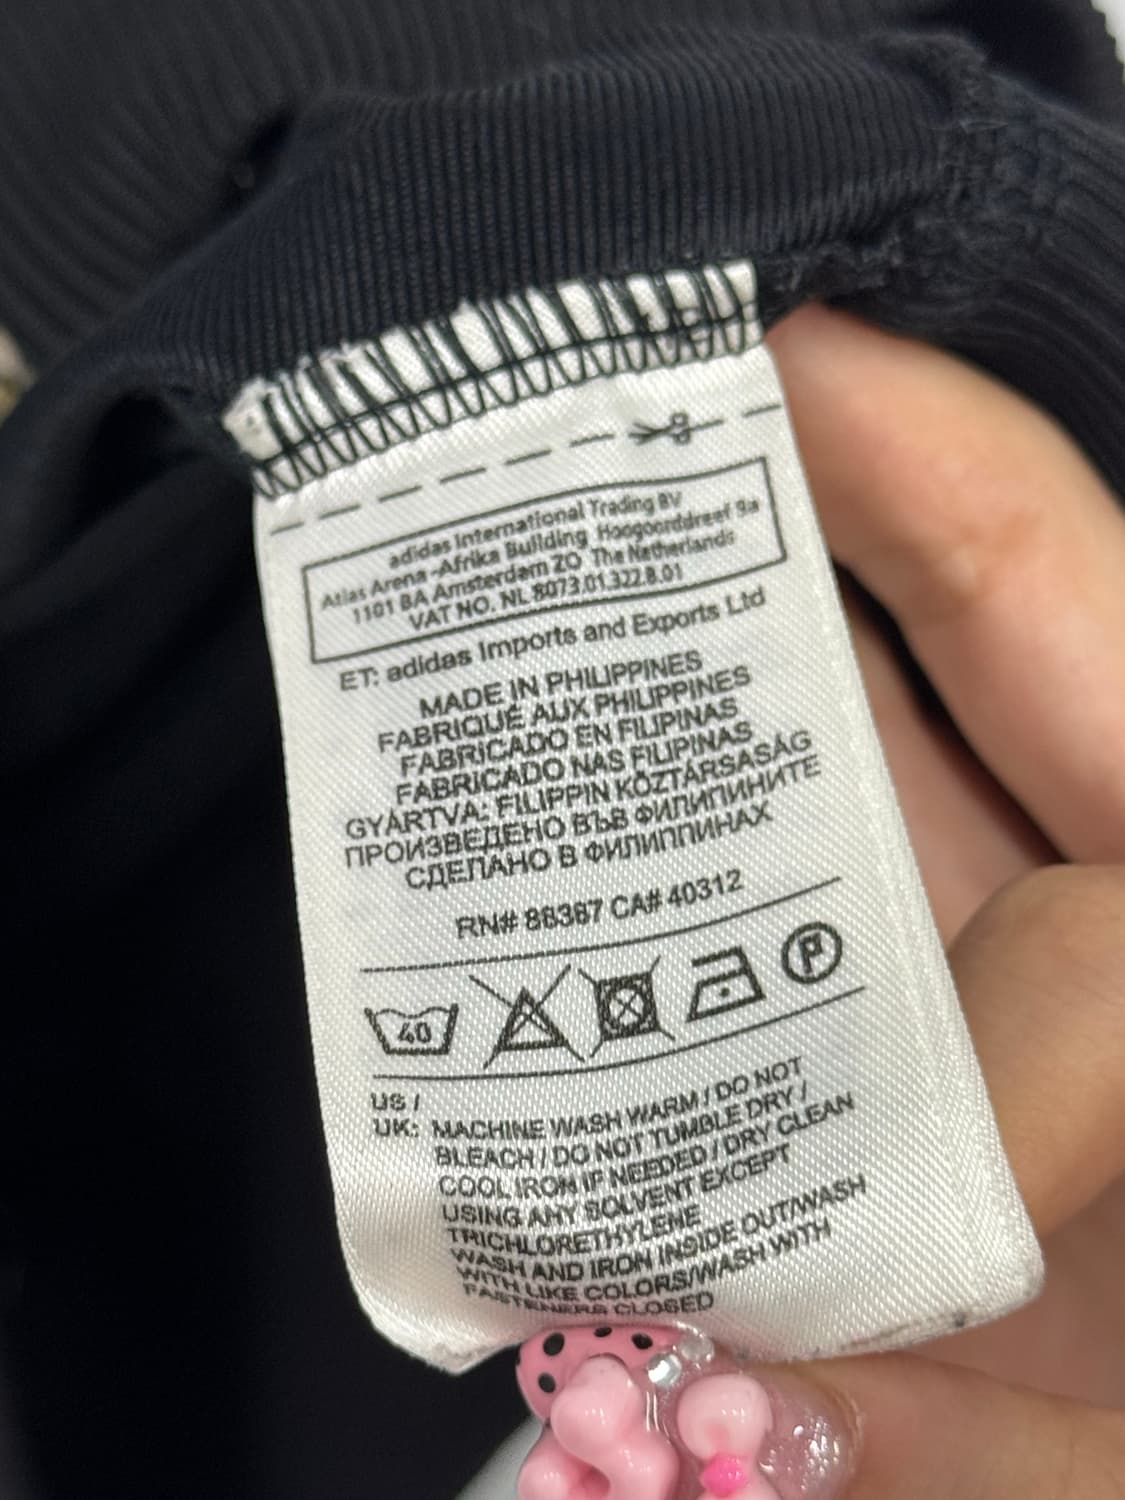 adidas International Trading BV
Atlas Arena -Afrika Building Hoogoorddreef 9a
1101 BA Amsterdam ZO The Netherlands
VAT NO. NL 8073.01.322.B.01
ET: adidas Imports and Exports Ltd
MADE IN PHILIPPINES
FABRIQUÉ AUX PHILIPPINES
FABRICADO EN FILIPINAS
FABRICADO NAS FILIPINAS
GYÁRTVA: FILIPPIN KÖZTÁRSASÁG
ПРОИЗВЕДЕНО ВЪВ ФИЛИПИНИТЕ
СДЕЛАНО В ФИЛИППИНАХ
RN# 88387 CA# 40312
40 P
US /
UK: MACHINE WASH WARM / DO NOT
BLEACH / DO NOT TUMBLE DRY /
COOL IRON IF NEEDED / DRY CLEAN
USING ANY SOLVENT EXCEPT
TRICHLORETHYLENE
WASH AND IRON INSIDE OUT/WASH
WITH LIKE COLORS/WASH WITH
FASTENERS CLOSED